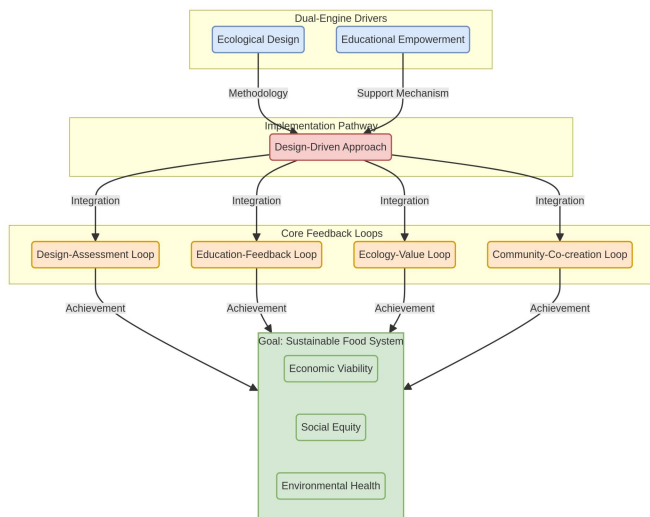 Dual-Engine Drivers
Ecological Design
Educational Empowerment
Methodology
Support Mechanism
Implementation Pathway
Design-Driven Approach
Integration
Integration
Integration
Integration
Core Feedback Loops
Design-Assessment Loop
Education-Feedback Loop
Ecology-Value Loop
Community-Co-creation Loop
Achievement
Achievement
Achievement
Achievement
Goal: Sustainable Food System
Economic Viability
Social Equity
Environmental Health